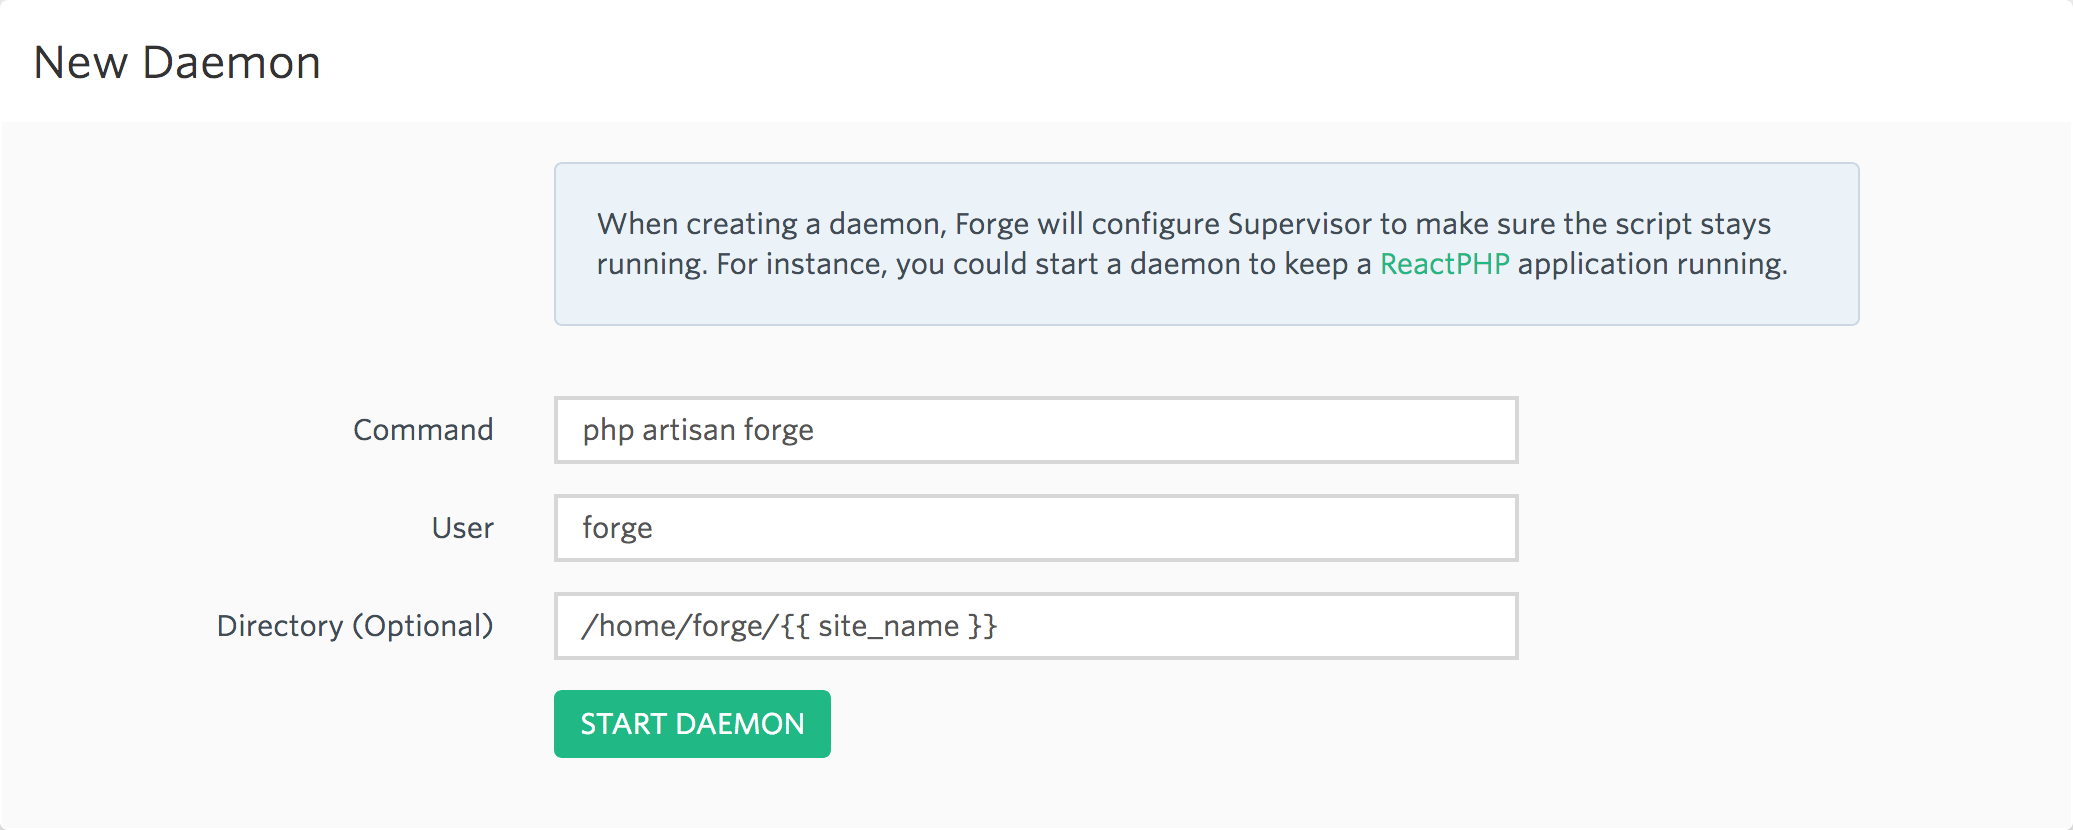 New Daemon
When creating a daemon, Forge will configure Supervisor to make sure the script stays
running. For instance, you could start a daemon to keep a ReactPHP application running.
Command
php artisan forge
User
forge
Directory (Optional)
/home/forge/{{ site_name }}
START DAEMON